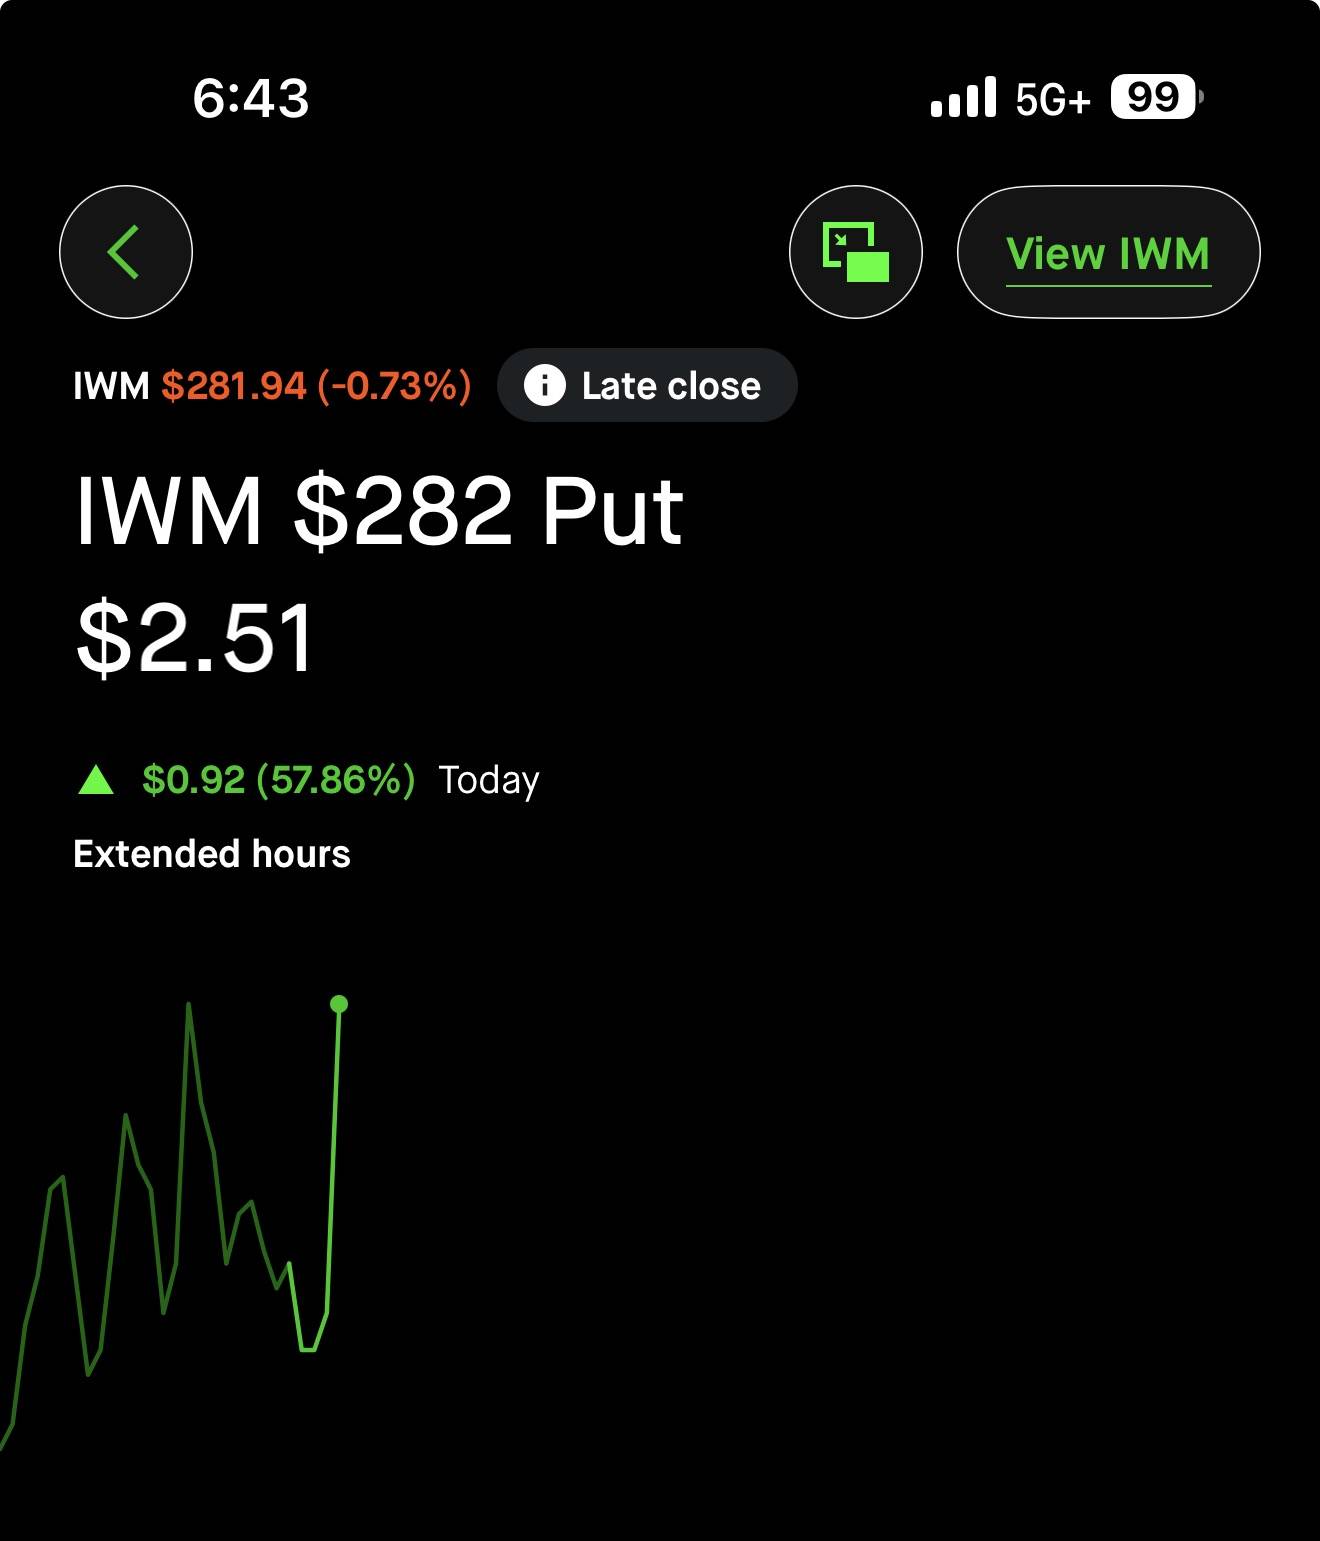 6:43 5G+ 99
View IWM
IWM $281.94 (-0.73%) Late close
IWM $282 Put
$2.51
$0.92 (57.86%) Today
Extended hours